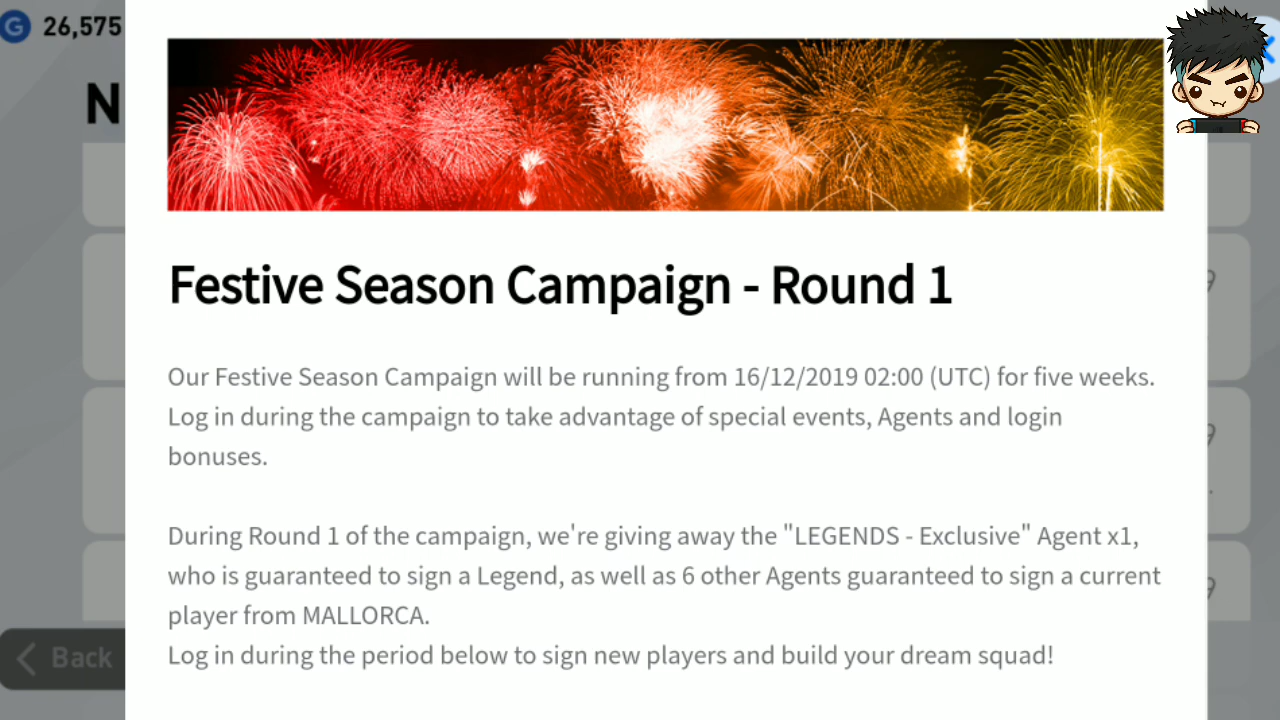 G 26,575
N
Festive Season Campaign - Round 1
Our Festive Season Campaign will be running from 16/12/2019 02:00 (UTC) for five weeks.
Log in during the campaign to take advantage of special events, Agents and login
bonuses.
During Round 1 of the campaign, we're giving away the "LEGENDS - Exclusive" Agent x1,
who is guaranteed to sign a Legend, as well as 6 other Agents guaranteed to sign a current
player from MALLORCA.
Log in during the period below to sign new players and build your dream squad!
Back